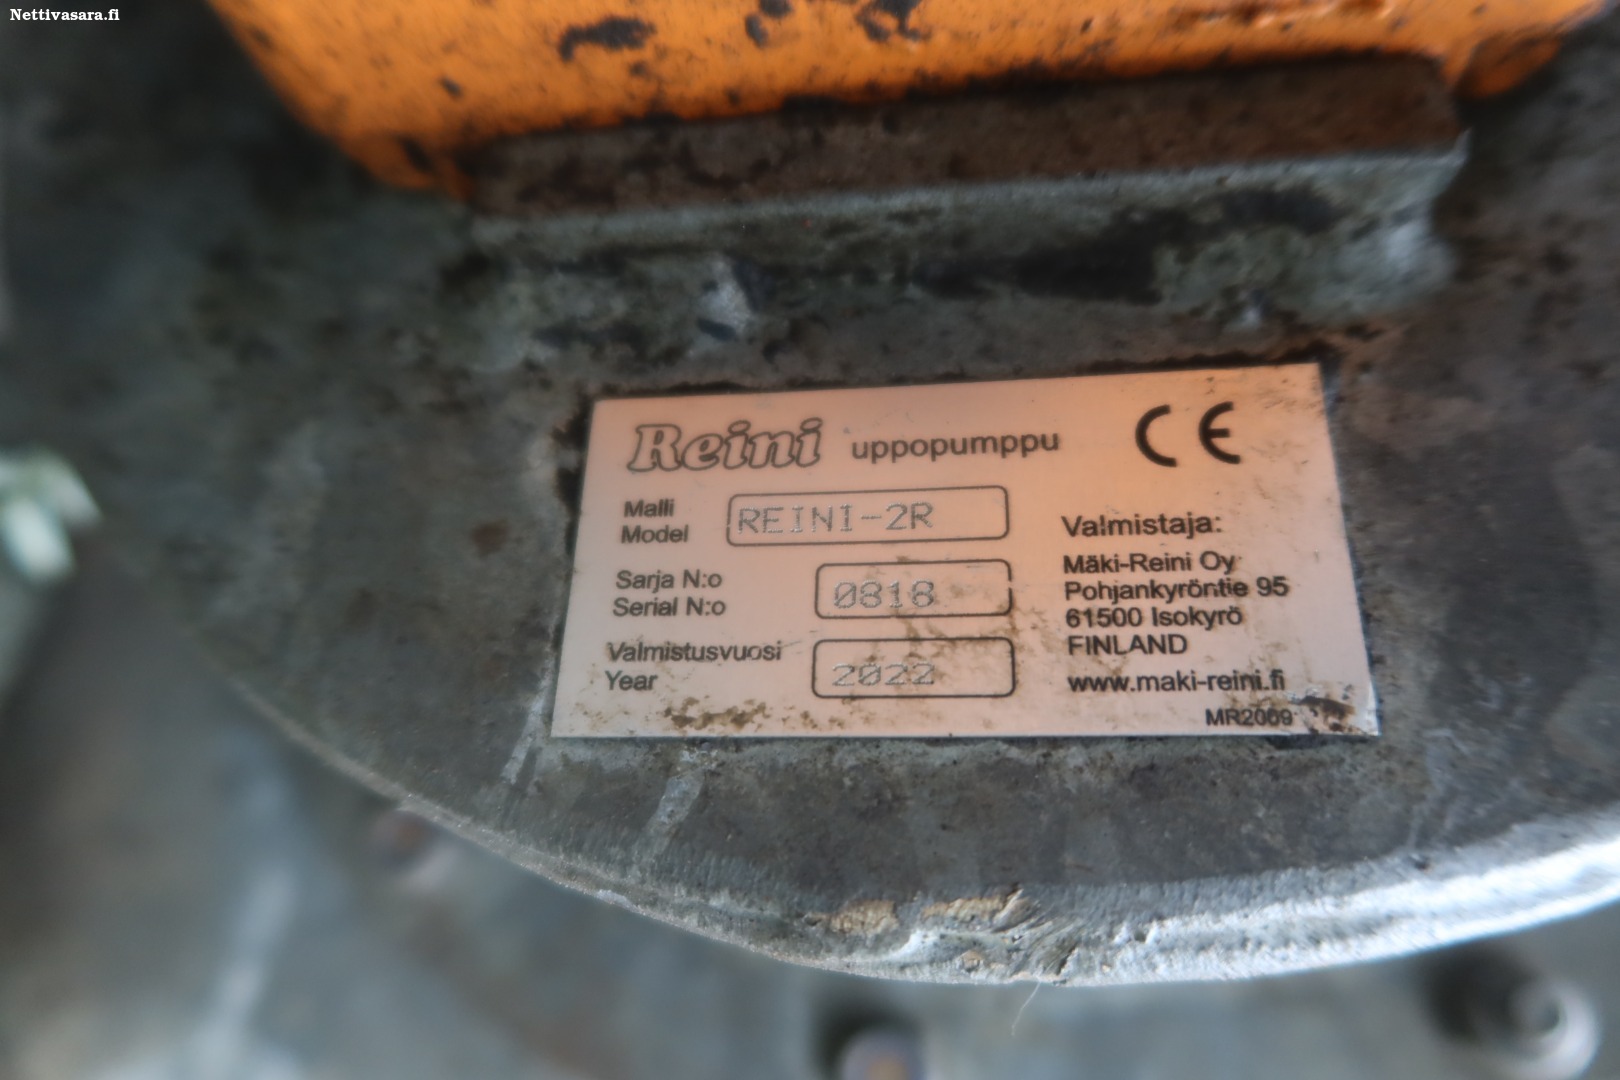 Nettivasara.fi
Reini uppopumppu CE
Malli
Model
REINI-2R
Sarja N:o
Serial N:o
0818
Valmistusvuosi
Year
2022
Valmistaja:
Mäki-Reini Oy
Pohjankyröntie 95
61500 Isokyrö
FINLAND
www.maki-reini.fi
MR2009